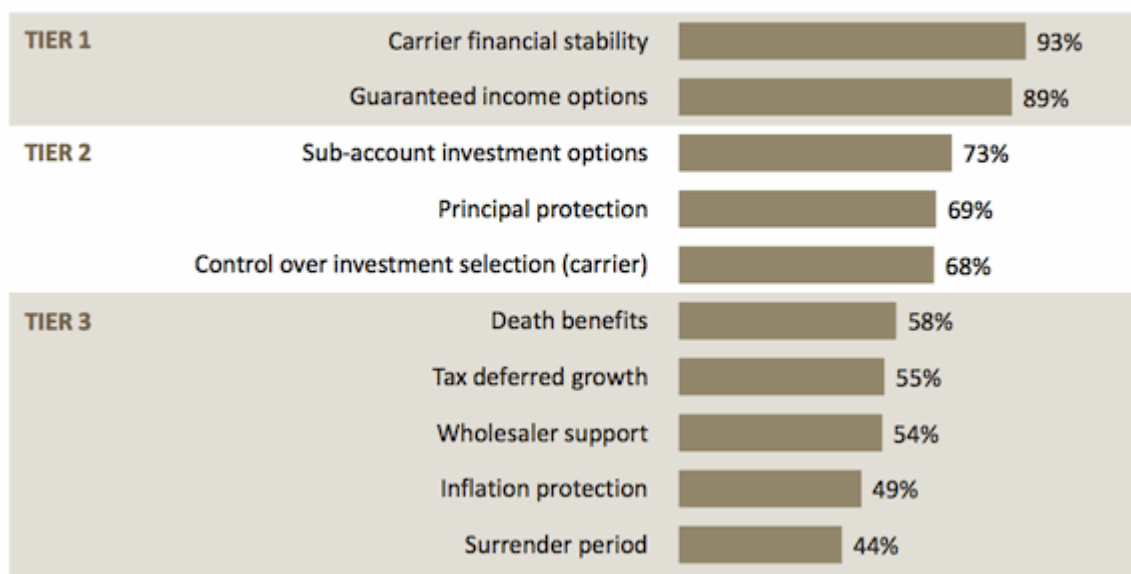 TIER 1 Carrier financial stability 93%
Guaranteed income options 89%
TIER 2 Sub-account investment options 73%
Principal protection 69%
Control over investment selection (carrier) 68%
TIER 3 Death benefits 58%
Tax deferred growth 55%
Wholesaler support 54%
Inflation protection 49%
Surrender period 44%